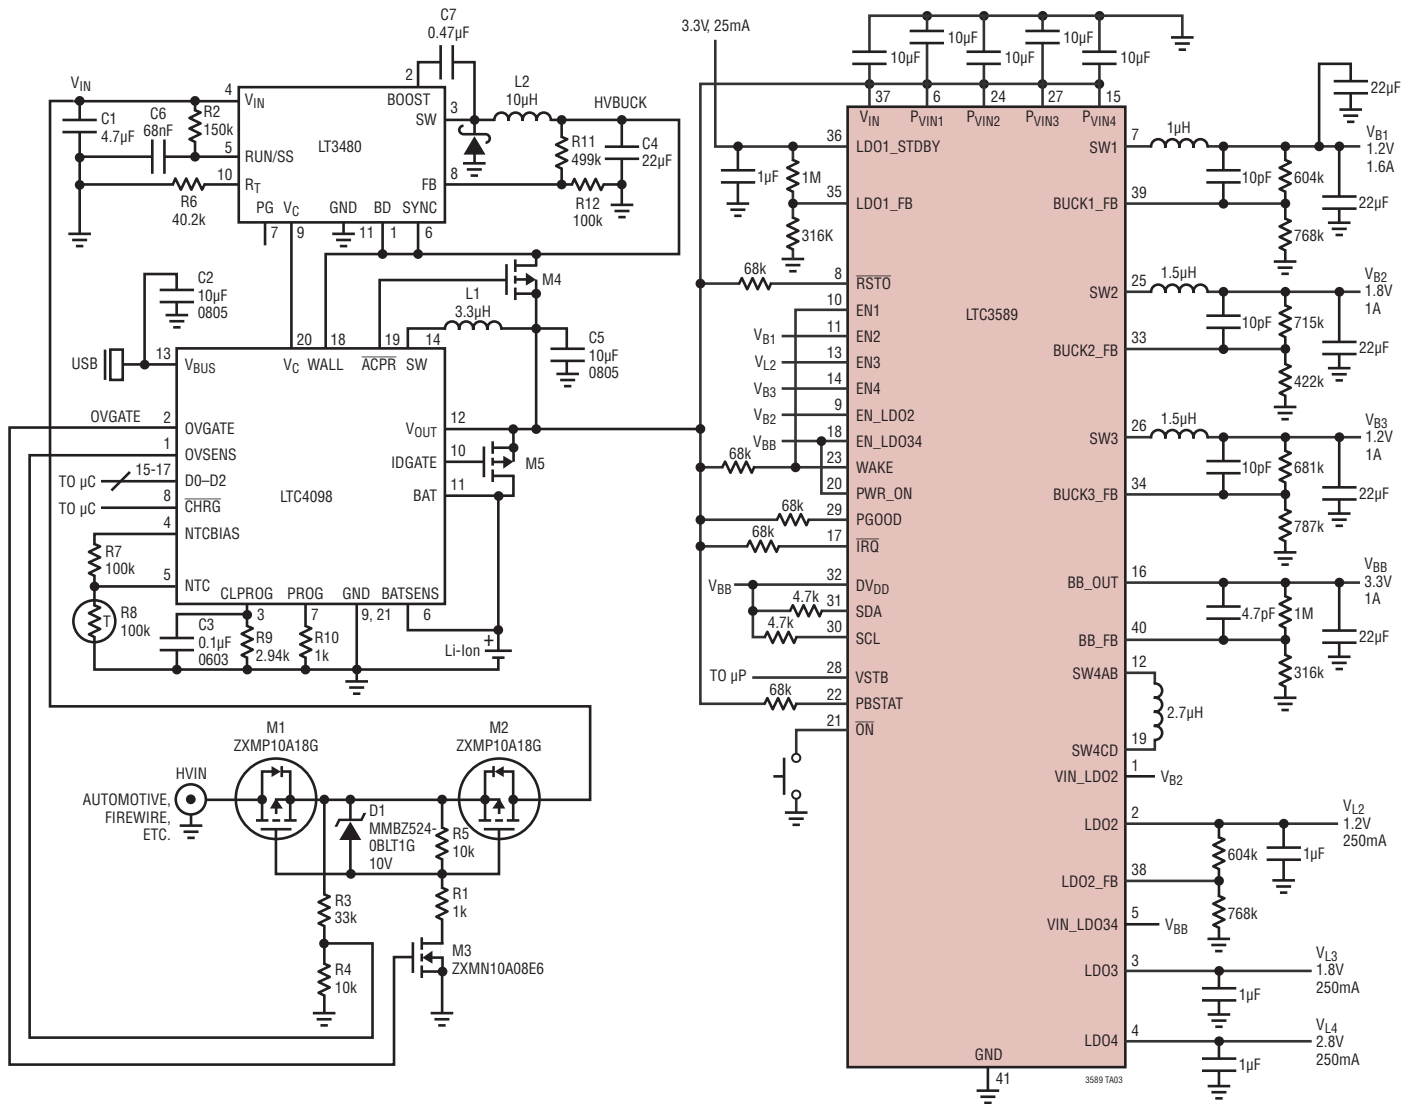 C7
0.47µF
2
L2
10µH
HVBUCK
VIN
4
VIN
BOOST
3
SW
C1
4.7µF
C6
68nF
R2
150k
5
RUN/SS
LT3480
R11
499k
C4
22µF
10
RT
FB
8
R6
40.2k
R12
100k
PG
VC
GND
BD
SYNC
7
9
11
1
6
C2
10µF
0805
M4
L1
3.3µH
C5
10µF
0805
USB
13
20
18
19
14
VBUS
VC
WALL
ACPR
SW
OVGATE
2
OVGATE
VOUT
12
1
OVSENS
IDGATE
10
M5
TO µC
15-17
D0–D2
BAT
11
TO µC
8
CHRG
LTC4098
4
NTCBIAS
R7
100k
5
NTC
CLPROG
PROG
GND
BATSENS
T
R8
100k
3
7
9, 21
6
C3
0.1µF
0603
R9
2.94k
R10
1k
Li-Ion
+
M1
ZXMP10A18G
M2
ZXMP10A18G
HVIN
AUTOMOTIVE,
FIREWIRE,
ETC.
D1
MMBZ524-
0BLT1G
10V
R5
10k
R3
33k
R1
1k
R4
10k
M3
ZXMN10A08E6
3.3V, 25mA
10µF
10µF
10µF
10µF
10µF
37
6
24
27
15
VIN
PVIN1
PVIN2
PVIN3
PVIN4
36
LDO1_STDBY
1µF
1M
35
LDO1_FB
316K
68k
8
RSTO
10
EN1
VB1
11
EN2
VL2
13
EN3
VB3
14
EN4
VB2
9
EN_LDO2
VBB
18
EN_LDO34
68k
23
WAKE
20
PWR_ON
68k
29
PGOOD
68k
17
IRQ
VBB
32
DVDD
4.7k
31
SDA
4.7k
30
SCL
TO µP
28
VSTB
68k
22
PBSTAT
21
ON
LTC3589
GND
41
3589 TA03
22µF
SW1
7
1µH
VB1
1.2V
1.6A
10pF
604k
BUCK1_FB
39
22µF
768k
SW2
25
1.5µH
VB2
1.8V
1A
10pF
715k
BUCK2_FB
33
22µF
422k
SW3
26
1.5µH
VB3
1.2V
1A
10pF
681k
BUCK3_FB
34
22µF
787k
BB_OUT
16
VBB
3.3V
1A
4.7pF
1M
BB_FB
40
22µF
316k
SW4AB
12
2.7µH
SW4CD
19
VIN_LDO2
1
VB2
LDO2
2
VL2
1.2V
250mA
604k
1µF
LDO2_FB
38
768k
VIN_LDO34
5
VBB
LDO3
3
VL3
1.8V
250mA
1µF
LDO4
4
VL4
2.8V
250mA
1µF